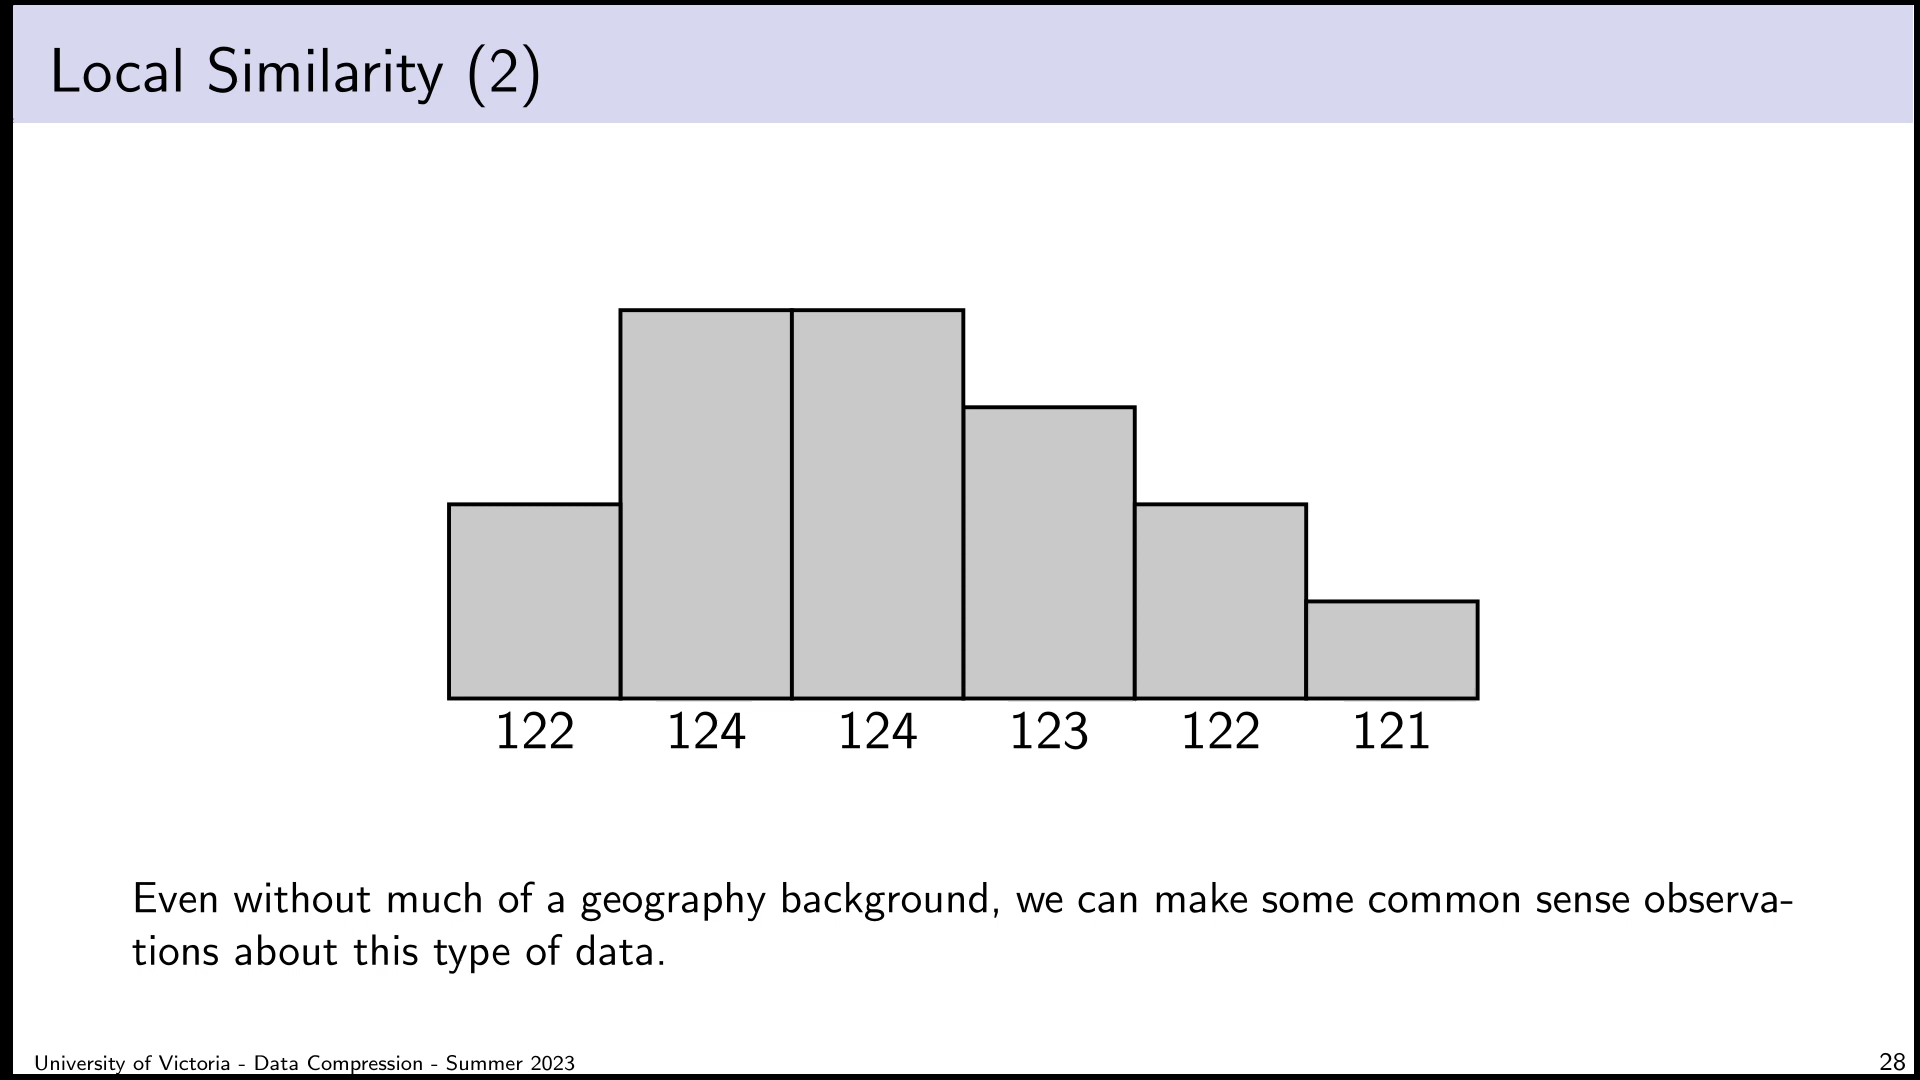 Local Similarity (2)
122 124 124 123 122 121
Even without much of a geography background, we can make some common sense observa-
tions about this type of data.
University of Victoria - Data Compression - Summer 2023 28